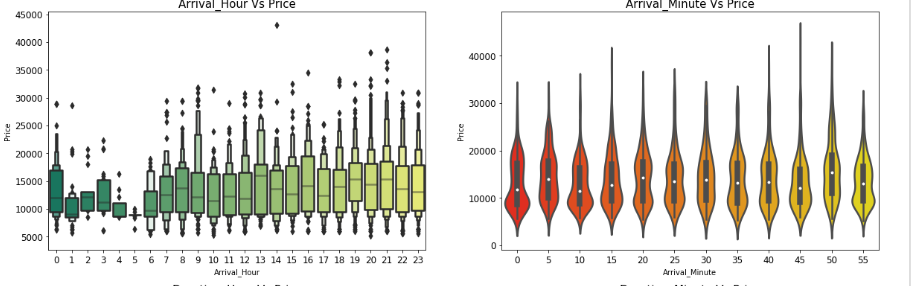 Arrival_Hour Vs Price
45000
40000
35000
30000
25000
20000
15000
10000
5000
Price
0 1 2 3 4 5 6 7 8 9 10 11 12 13 14 15 16 17 18 19 20 21 22 23
Arrival_Hour
Arrival_Minute Vs Price
40000
30000
20000
10000
0
Price
0 5 10 15 20 25 30 35 40 45 50 55
Arrival_Minute